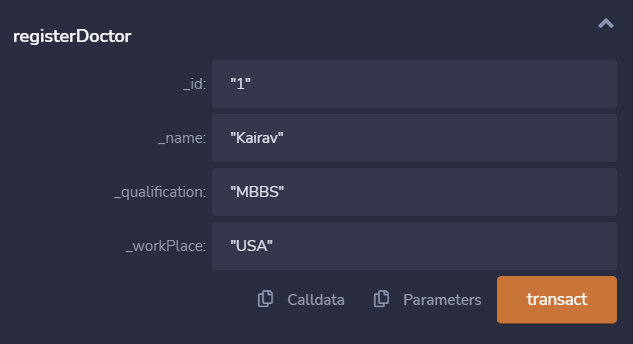 registerDoctor
_id: "1"
_name: "Kairav"
_qualification: "MBBS"
_workPlace: "USA"
Calldata Parameters transact